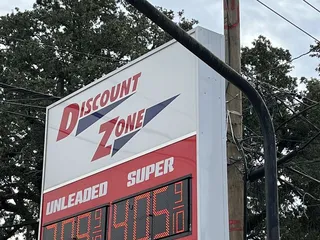 DISCOUNT
ZONE
UNLEADED SUPER
405 9/10